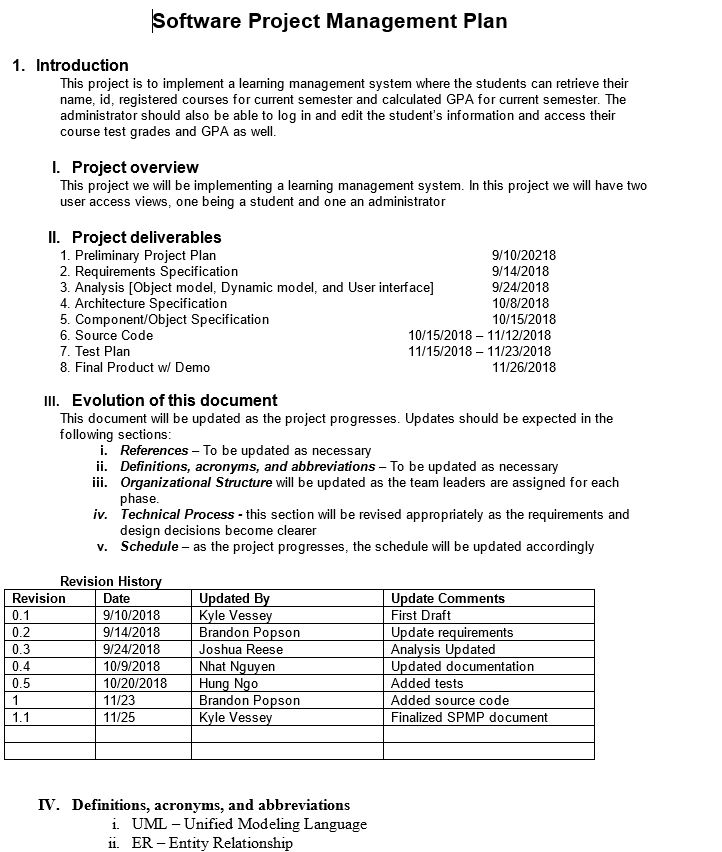 Software Project Management Plan
1. Introduction
This project is to implement a learning management system where the students can retrieve their
name, id, registered courses for current semester and calculated GPA for current semester. The
administrator should also be able to log in and edit the student's information and access their
course test grades and GPA as well.
I. Project overview
This project we will be implementing a learning management system. In this project we will have two
user access views, one being a student and one an administrator
II. Project deliverables
1. Preliminary Project Plan 9/10/20218
2. Requirements Specification 9/14/2018
3. Analysis [Object model, Dynamic model, and User interface] 9/24/2018
4. Architecture Specification 10/8/2018
5. Component/Object Specification 10/15/2018
6. Source Code 10/15/2018 – 11/12/2018
7. Test Plan 11/15/2018 – 11/23/2018
8. Final Product w/ Demo 11/26/2018
III. Evolution of this document
This document will be updated as the project progresses. Updates should be expected in the
following sections:
i. References – To be updated as necessary
ii. Definitions, acronyms, and abbreviations – To be updated as necessary
iii. Organizational Structure will be updated as the team leaders are assigned for each
phase.
iv. Technical Process - this section will be revised appropriately as the requirements and
design decisions become clearer
v. Schedule – as the project progresses, the schedule will be updated accordingly
Revision History
Revision Date Updated By Update Comments
0.1 9/10/2018 Kyle Vessey First Draft
0.2 9/14/2018 Brandon Popson Update requirements
0.3 9/24/2018 Joshua Reese Analysis Updated
0.4 10/9/2018 Nhat Nguyen Updated documentation
0.5 10/20/2018 Hung Ngo Added tests
1 11/23 Brandon Popson Added source code
1.1 11/25 Kyle Vessey Finalized SPMP document
IV. Definitions, acronyms, and abbreviations
i. UML – Unified Modeling Language
ii. ER – Entity Relationship